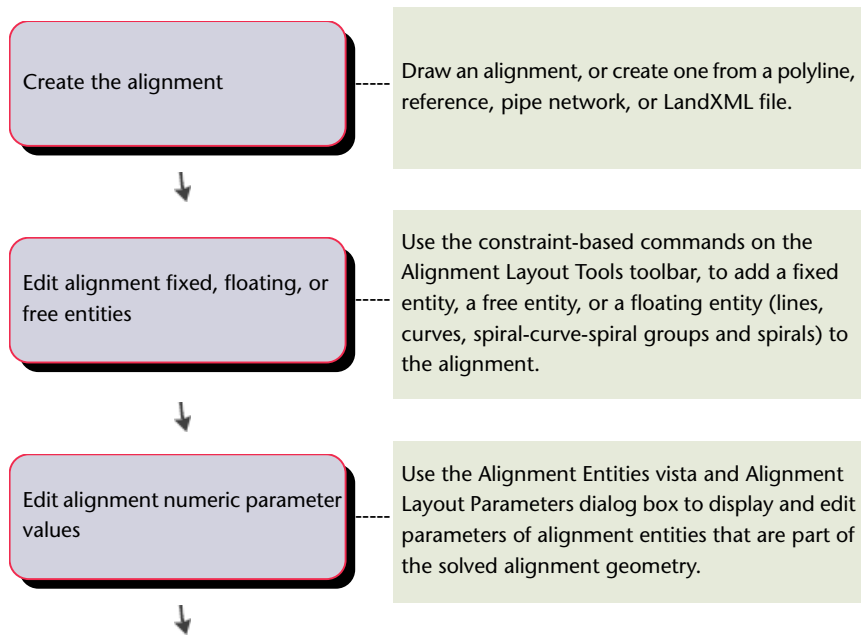 Create the alignment
Draw an alignment, or create one from a polyline,
reference, pipe network, or LandXML file.
Edit alignment fixed, floating, or
free entities
Use the constraint-based commands on the
Alignment Layout Tools toolbar, to add a fixed
entity, a free entity, or a floating entity (lines,
curves, spiral-curve-spiral groups and spirals) to
the alignment.
Edit alignment numeric parameter
values
Use the Alignment Entities vista and Alignment
Layout Parameters dialog box to display and edit
parameters of alignment entities that are part of
the solved alignment geometry.